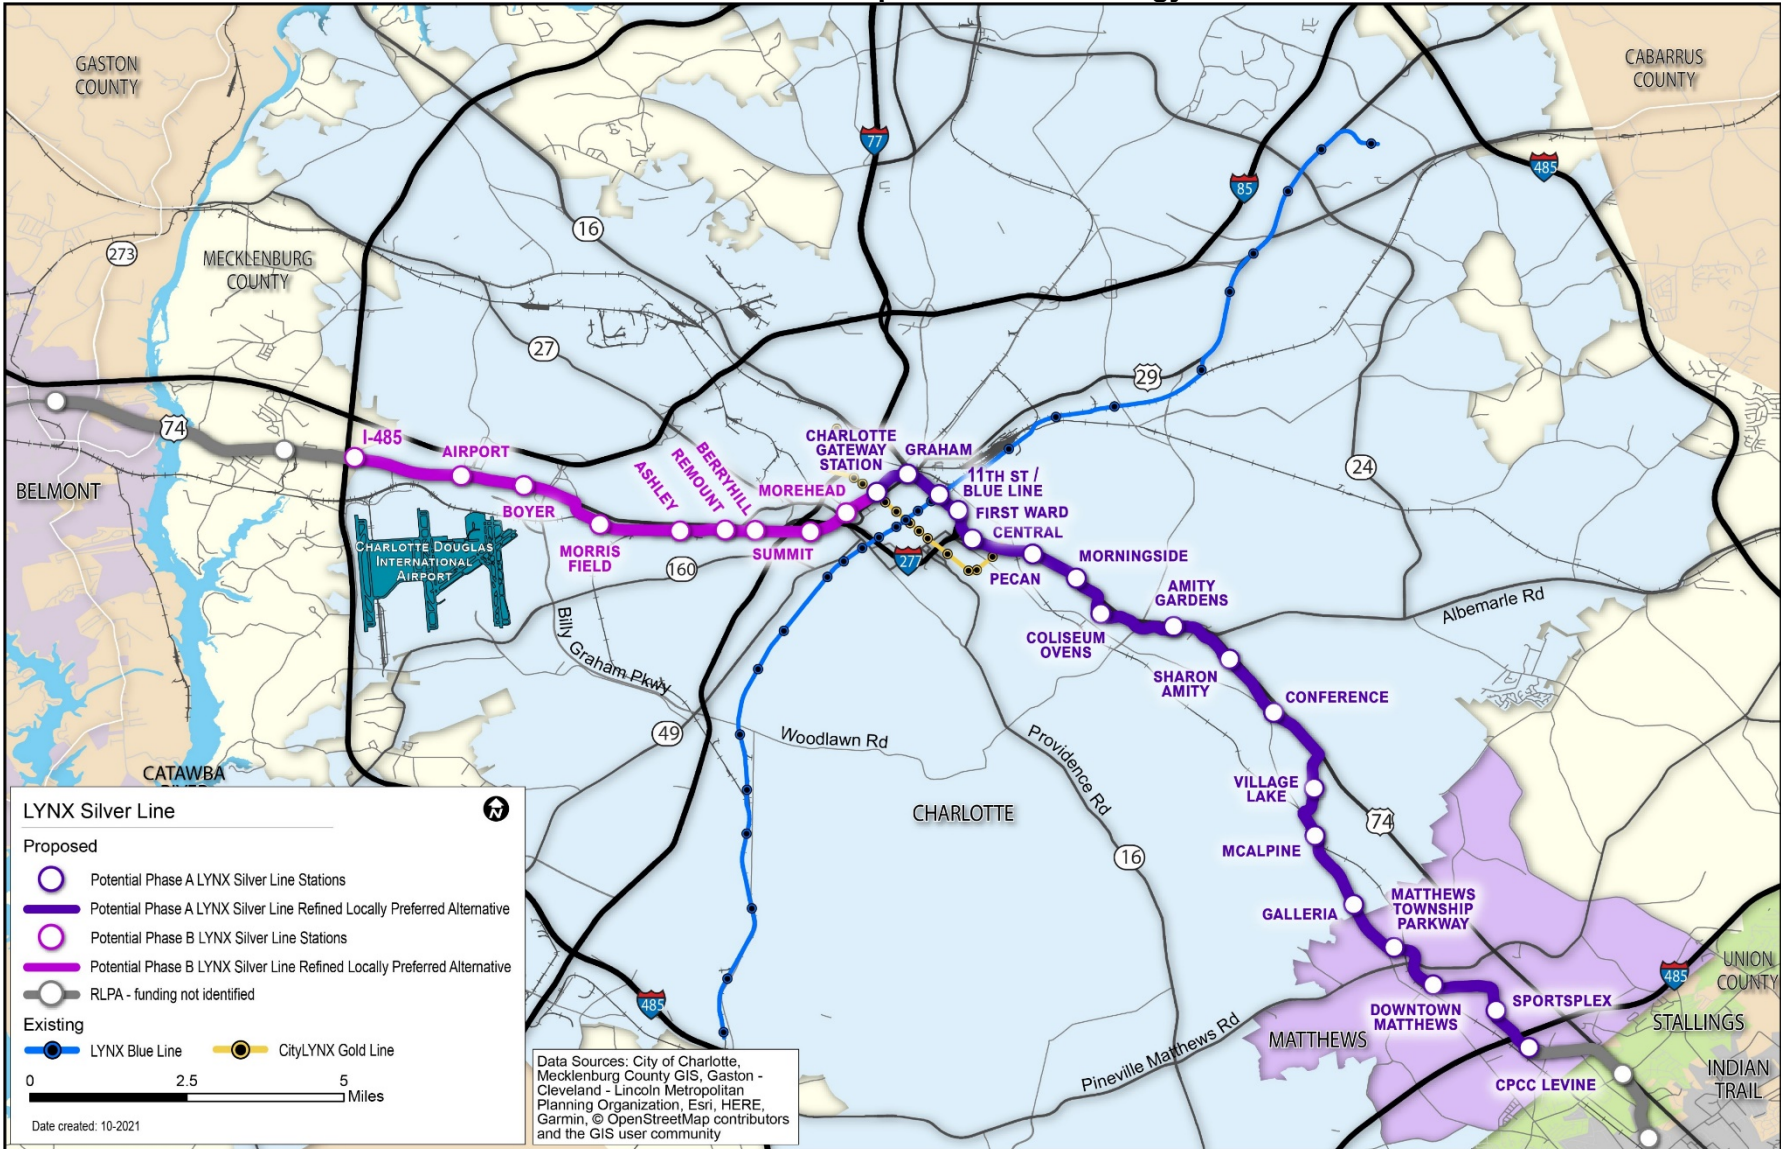 GASTON
COUNTY
CABARRUS
COUNTY
77
485
85
16
273
MECKLENBURG
COUNTY
27
29
74
I-485
AIRPORT
BOYER
MORRIS
FIELD
ASHLEY
REMOUNT
BERRYHILL
SUMMIT
MOREHEAD
CHARLOTTE
GATEWAY
STATION
GRAHAM
11TH ST /
BLUE LINE
FIRST WARD
CENTRAL
PECAN
MORNINGSIDE
COLISEUM
OVENS
AMITY
GARDENS
SHARON
AMITY
CONFERENCE
VILLAGE
LAKE
MCALPINE
GALLERIA
MATTHEWS
TOWNSHIP
PARKWAY
DOWNTOWN
MATTHEWS
SPORTSPLEX
CPCC LEVINE
24
BELMONT
CHARLOTTE DOUGLAS
INTERNATIONAL
AIRPORT
160
277
Albemarle Rd
Billy Graham Pkwy
49
Woodlawn Rd
Providence Rd
CATAWBA
CHARLOTTE
74
16
485
485
UNION
COUNTY
STALLINGS
MATTHEWS
INDIAN
TRAIL
Pineville Matthews Rd
LYNX Silver Line
N
Proposed
Potential Phase A LYNX Silver Line Stations
Potential Phase A LYNX Silver Line Refined Locally Preferred Alternative
Potential Phase B LYNX Silver Line Stations
Potential Phase B LYNX Silver Line Refined Locally Preferred Alternative
RLPA - funding not identified
Existing
LYNX Blue Line
CityLYNX Gold Line
0 2.5 5
Miles
Date created: 10-2021
Data Sources: City of Charlotte,
Mecklenburg County GIS, Gaston -
Cleveland - Lincoln Metropolitan
Planning Organization, Esri, HERE,
Garmin, © OpenStreetMap contributors
and the GIS user community